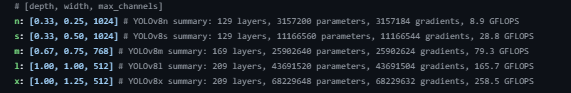 # [depth, width, max_channels]
n: [0.33, 0.25, 1024] # YOLOv8n summary: 129 layers, 3157200 parameters, 3157184 gradients, 8.9 GFLOPS
s: [0.33, 0.50, 1024] # YOLOv8s summary: 129 layers, 11166560 parameters, 11166544 gradients, 28.8 GFLOPS
m: [0.67, 0.75, 768] # YOLOv8m summary: 169 layers, 25902640 parameters, 25902624 gradients, 79.3 GFLOPS
l: [1.00, 1.00, 512] # YOLOv8l summary: 209 layers, 43691520 parameters, 43691504 gradients, 165.7 GFLOPS
x: [1.00, 1.25, 512] # YOLOv8x summary: 209 layers, 68229648 parameters, 68229632 gradients, 258.5 GFLOPS